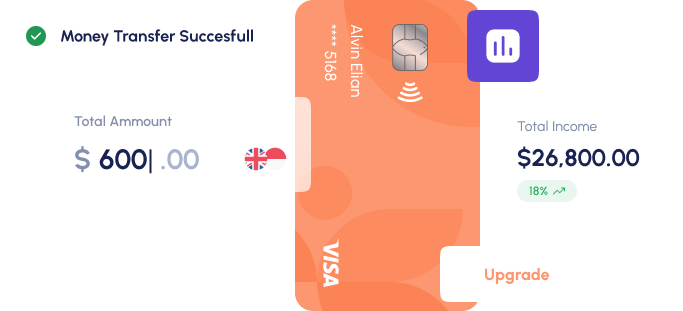 Money Transfer Succesfull
Total Ammount
$ 600| .00
Alvin Elian
**** 5168
VISA
Total Income
$26,800.00
18%
Upgrade